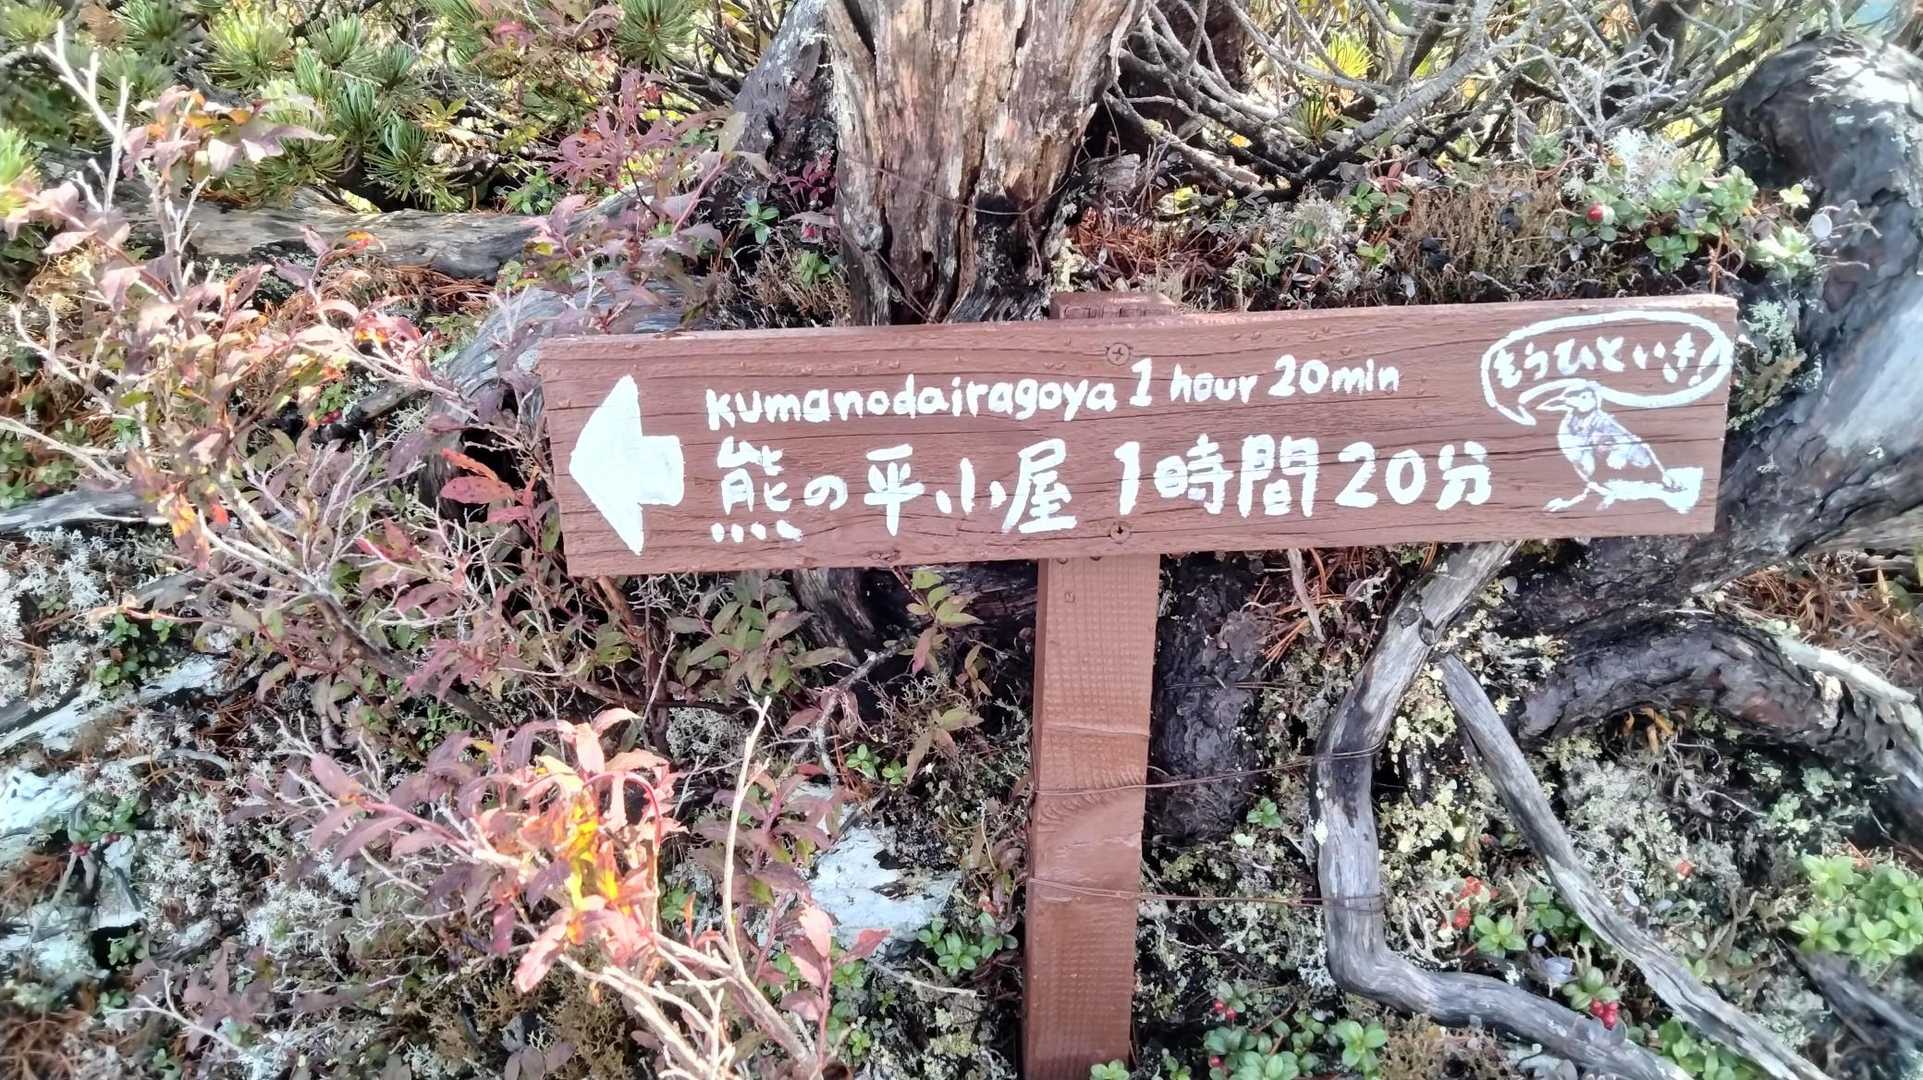 kumanodairagoya 1 hour 20min
熊の平小屋 1時間20分
もうひといき!